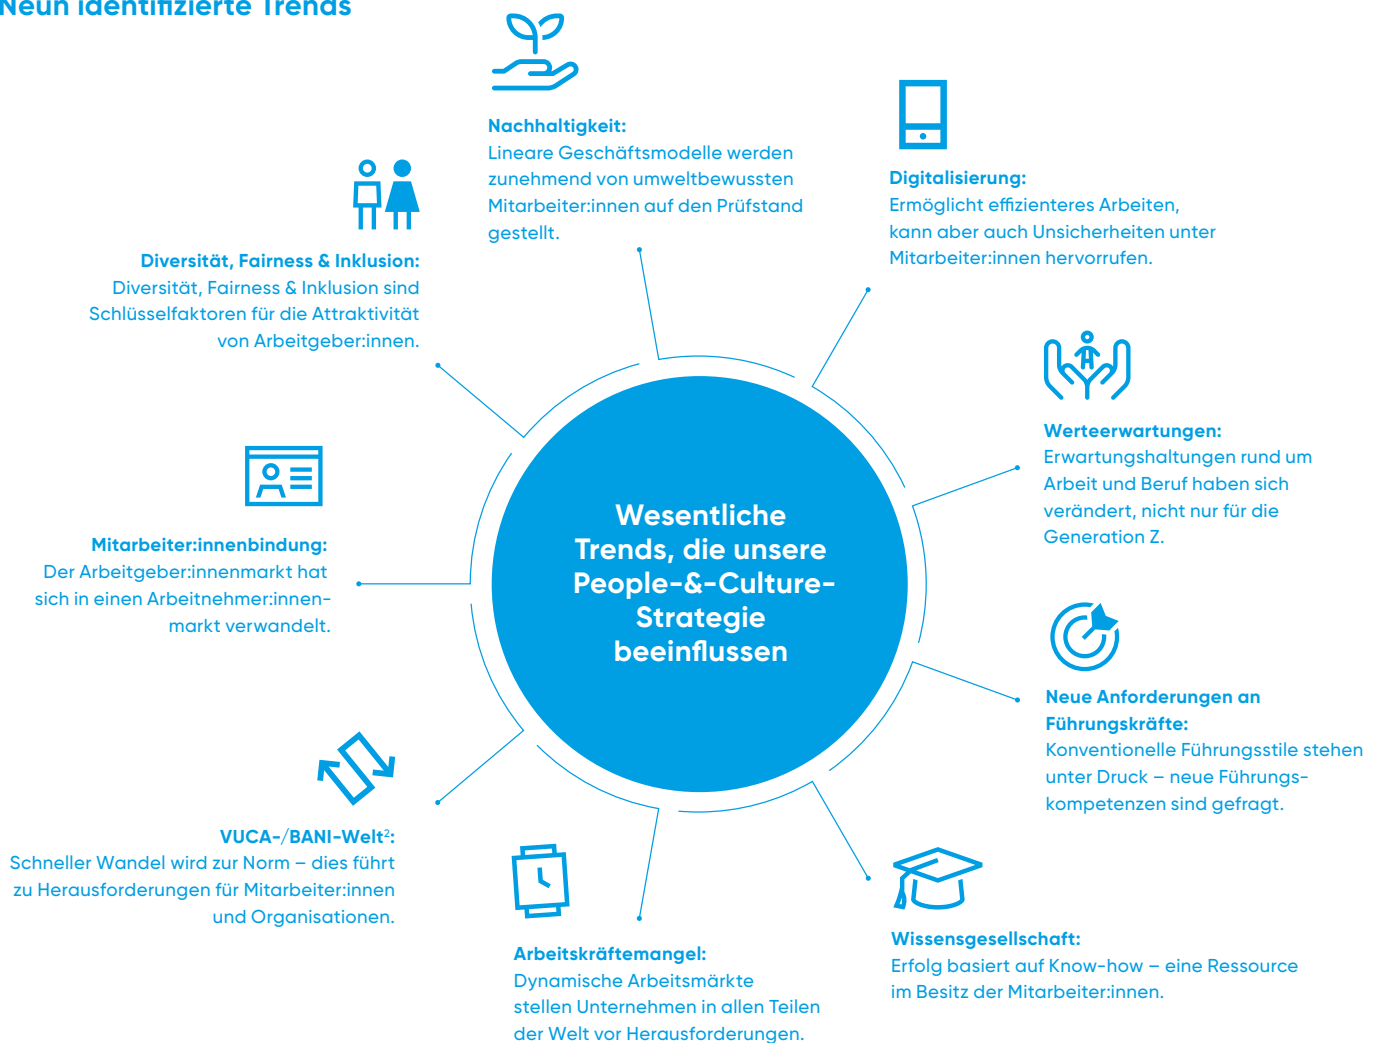 Neun identifizierte Trends
Nachhaltigkeit:
Lineare Geschäftsmodelle werden
zunehmend von umweltbewussten
Mitarbeiter:innen auf den Prüfstand
gestellt.
Digitalisierung:
Ermöglicht effizienteres Arbeiten,
kann aber auch Unsicherheiten unter
Mitarbeiter:innen hervorrufen.
Diversität, Fairness & Inklusion:
Diversität, Fairness & Inklusion sind
Schlüsselfaktoren für die Attraktivität
von Arbeitgeber:innen.
Werteerwartungen:
Erwartungshaltungen rund um
Arbeit und Beruf haben sich
verändert, nicht nur für die
Generation Z.
Wesentliche
Trends, die unsere
People-&-Culture-
Strategie
beeinflussen
Mitarbeiter:innenbindung:
Der Arbeitgeber:innenmarkt hat
sich in einen Arbeitnehmer:innen-
markt verwandelt.
Neue Anforderungen an
Führungskräfte:
Konventionelle Führungsstile stehen
unter Druck – neue Führungs-
kompetenzen sind gefragt.
VUCA-/BANI-Welt²:
Schneller Wandel wird zur Norm – dies führt
zu Herausforderungen für Mitarbeiter:innen
und Organisationen.
Arbeitskräftemangel:
Dynamische Arbeitsmärkte
stellen Unternehmen in allen Teilen
der Welt vor Herausforderungen.
Wissensgesellschaft:
Erfolg basiert auf Know-how – eine Ressource
im Besitz der Mitarbeiter:innen.